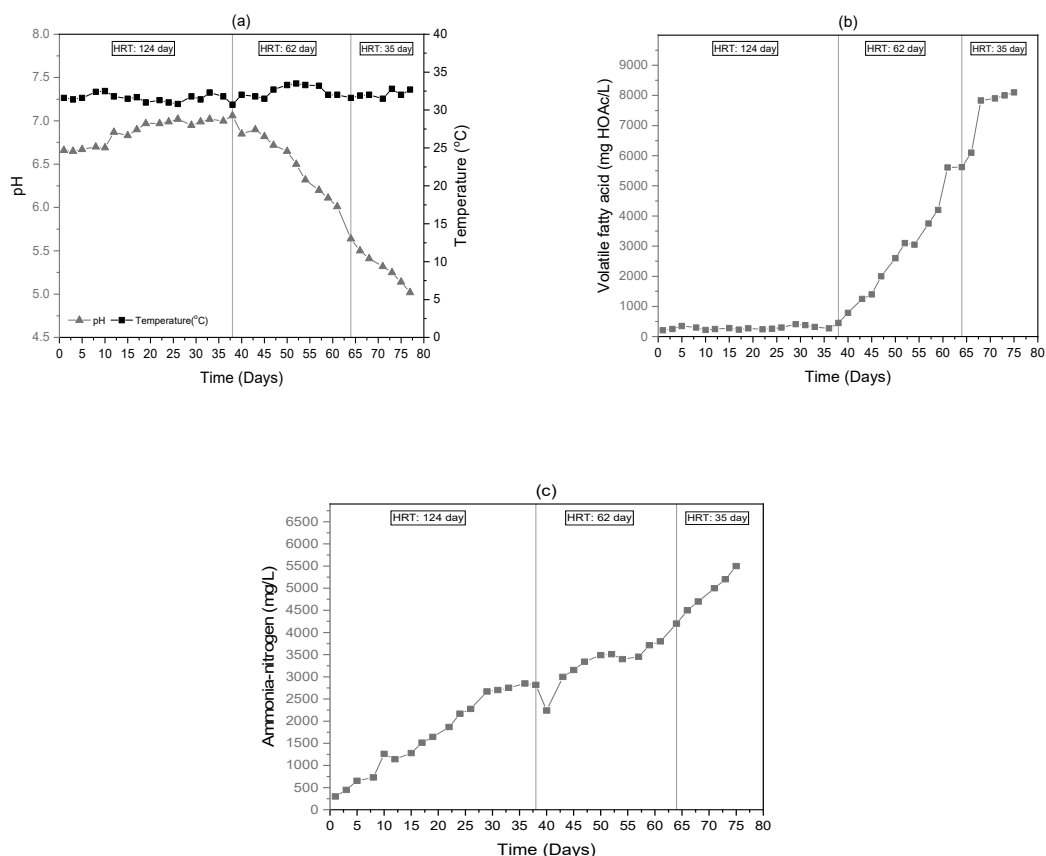 (a)
HRT: 124 day HRT: 62 day HRT: 35 day
8.0
7.5
7.0
6.5
6.0
5.5
5.0
4.5
pH
40
35
30
25
20
15
10
5
0
Temperature (°C)
pH Temperature(°C)
0 5 10 15 20 25 30 35 40 45 50 55 60 65 70 75 80
Time (Days)
(b)
HRT: 124 day HRT: 62 day HRT: 35 day
9000
8000
7000
6000
5000
4000
3000
2000
1000
0
Volatile fatty acid (mg HOAc/L)
0 5 10 15 20 25 30 35 40 45 50 55 60 65 70 75 80
Time (Days)
(c)
HRT: 124 day HRT: 62 day HRT: 35 day
6500
6000
5500
5000
4500
4000
3500
3000
2500
2000
1500
1000
500
0
Ammonia-nitrogen (mg/L)
0 5 10 15 20 25 30 35 40 45 50 55 60 65 70 75 80
Time (Days)